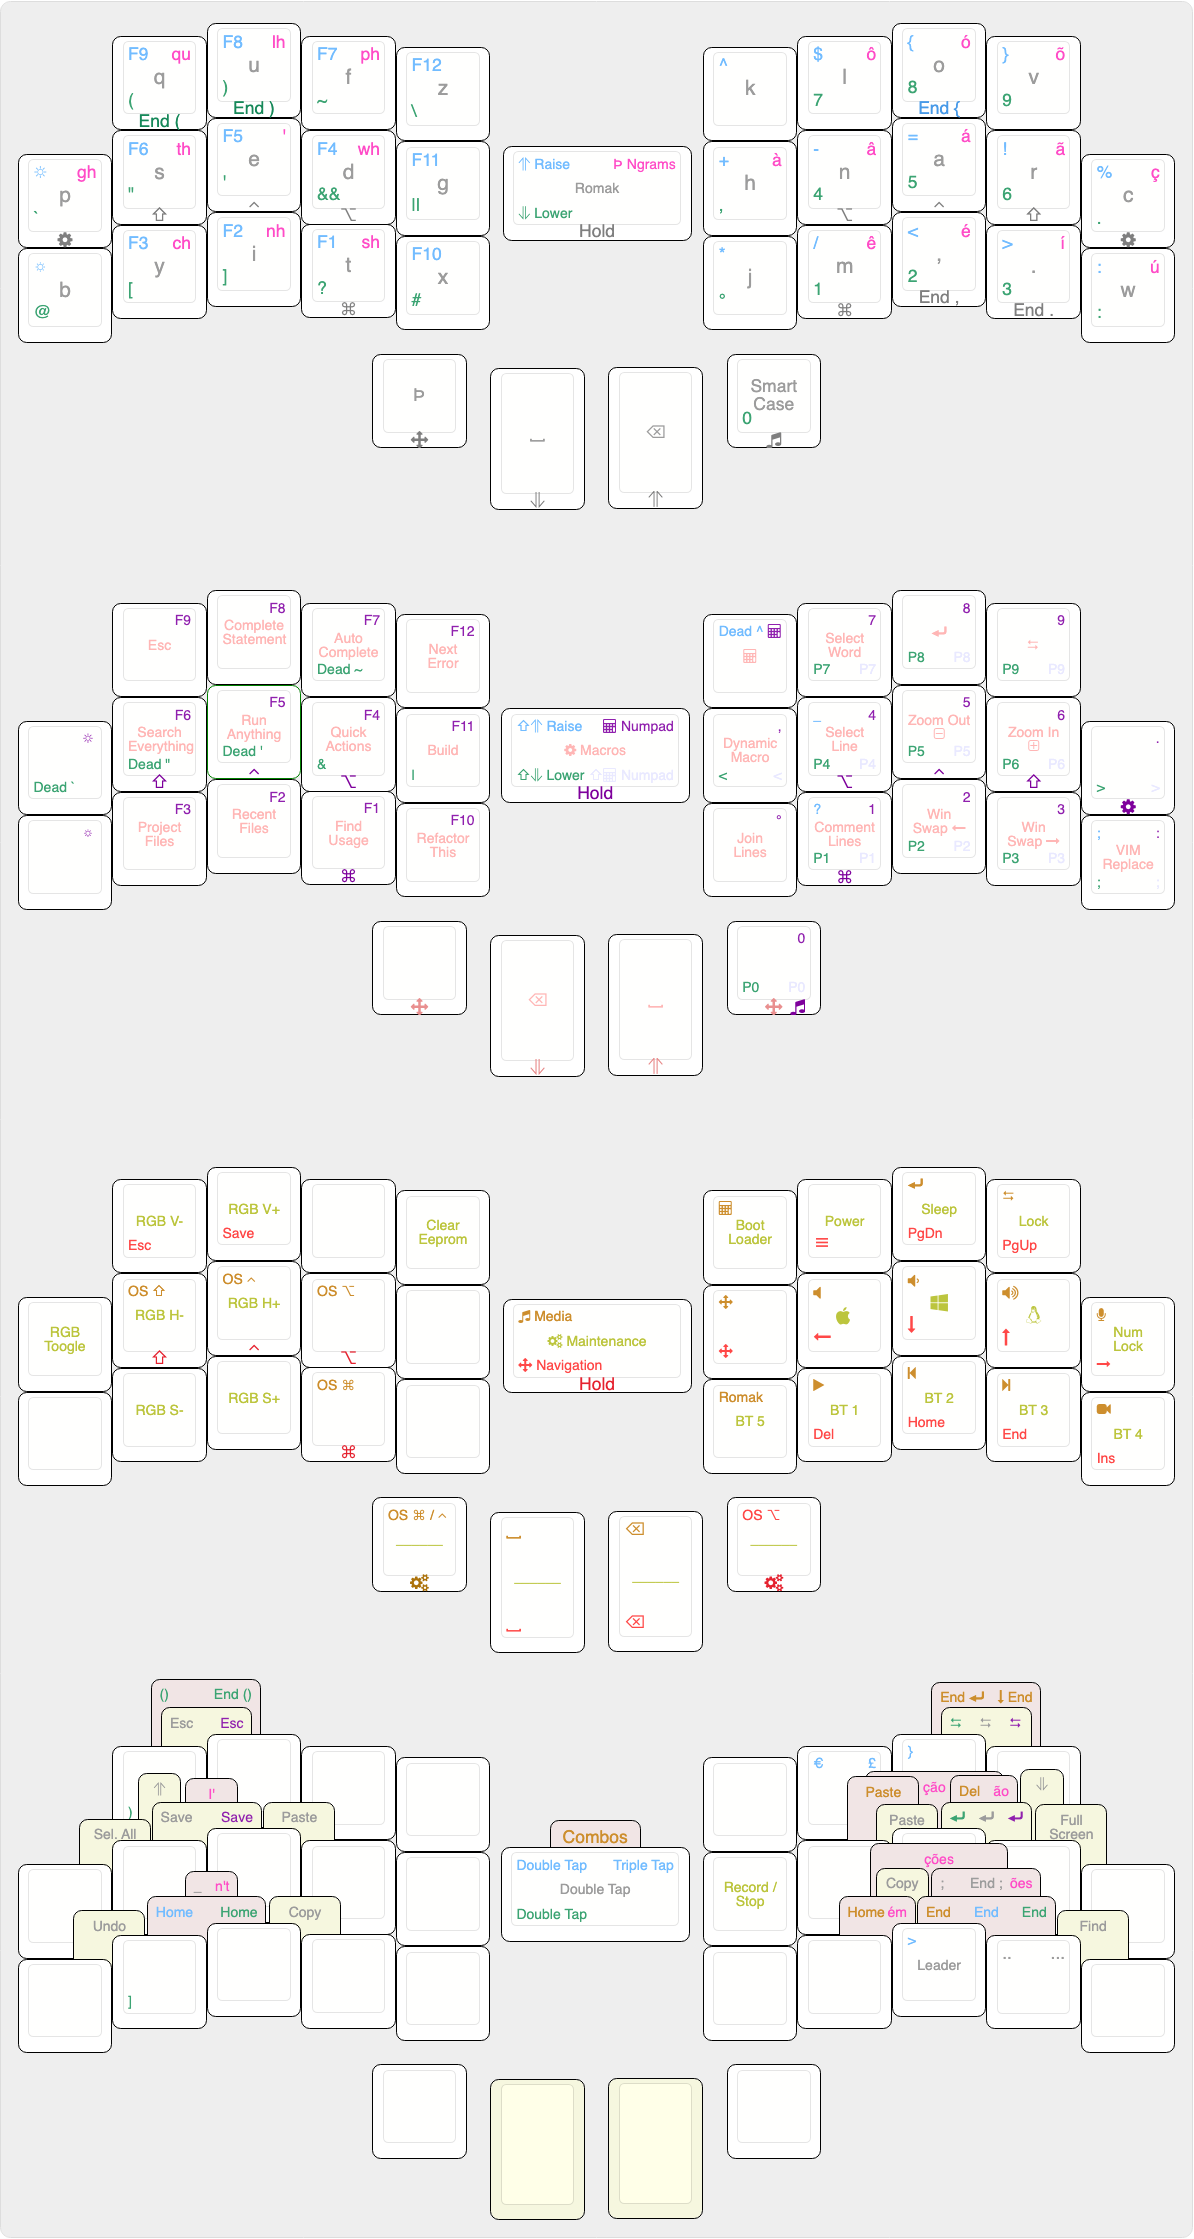 F9 qu
q
(
End (
F8 lh
u
)
End )
F7 ph
f
~
F12
z
\
^
k
$ ô
l
7
{ ó
o
8
End {
} õ
v
9
gh
p
`
F6 th
s
"
F5 '
e
'
^
F4 wh
d
&&
⌥
F11
g
||
⇑ Raise Þ Ngrams
Romak
⇓ Lower
Hold
+ à
h
,
- â
n
4
⌥
= á
a
5
^
! ã
r
6
% ç
c
.
b
@
F3 ch
y
[
F2 nh
i
]
F1 sh
t
?
⌘
F10
x
#
*
j
°
/ ê
m
1
⌘
< é
,
2
End ,
> í
.
3
End .
: ú
w
:
Þ
Smart
Case
0
F9
Esc
F8
Complete
Statement
F7
Auto
Complete
Dead ~
F12
Next
Error
Dead ^
7
Select
Word
P7 P7
8
P8 P8
9
P9 P9
Dead `
F6
Search
Everything
Dead "
F5
Run
Anything
Dead '
^
F4
Quick
Actions
&
⌥
F11
Build
|
⇧⇑ Raise Numpad
Macros
⇧⇓ Lower ⇧ Numpad
Hold
,
Dynamic
Macro
< <
_ 4
Select
Line
P4 P4
⌥
5
Zoom Out
P5 P5
^
6
Zoom In
P6 P6
.
> >
F3
Project
Files
F2
Recent
Files
F1
Find
Usage
⌘
F10
Refactor
This
°
Join
Lines
? 1
Comment
Lines
P1 P1
⌘
2
Win
Swap ←
P2 P2
3
Win
Swap →
P3 P3
; :
VIM
Replace
; ;
0
P0 P0
RGB V-
Esc
RGB V+
Save
Clear
Eeprom
Boot
Loader
Power
Sleep
PgDn
Lock
PgUp
RGB
Toogle
OS ⇧
RGB H-
OS ^
RGB H+
^
OS ⌥
⌥
Media
Maintenance
Navigation
Hold
←
↓
↑
Num
Lock
→
RGB S-
RGB S+
OS ⌘
⌘
Romak
BT 5
BT 1
Del
BT 2
Home
BT 3
End
BT 4
Ins
OS ⌘ / ^
OS ⌥
() End ()
Esc Esc
End ↓ End
€ £
}
)
⇑
I'
Save Save
Paste
Sel. All
Paste
ção
Del ão
⇓
Paste
Full
Screen
Combos
Double Tap Triple Tap
Double Tap
Double Tap
_ n't
Home Home
Copy
Undo
Record /
Stop
ções
Copy
; End ; ões
Home ém
End End End
Find
]
>
Leader
.. ...